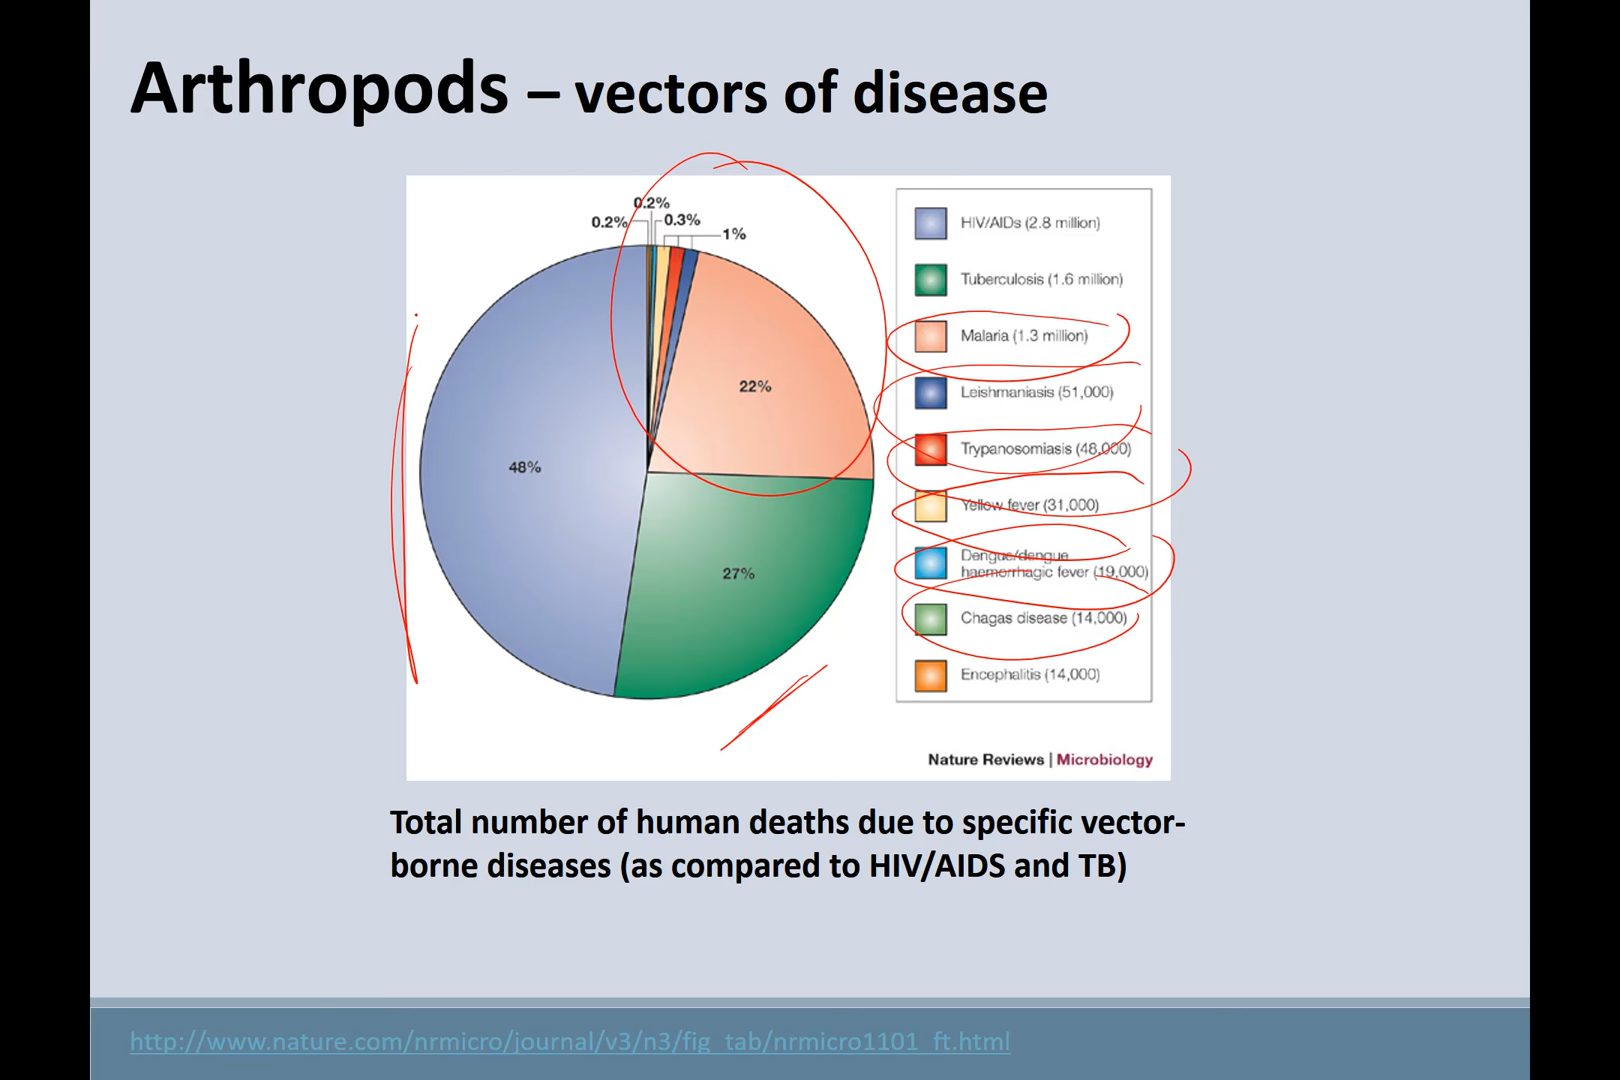 Arthropods – vectors of disease
0.2%
0.2%
0.3%
1%
22%
48%
27%
HIV/AIDs (2.8 million)
Tuberculosis (1.6 million)
Malaria (1.3 million)
Leishmaniasis (51,000)
Trypanosomiasis (48,000)
Yellow fever (31,000)
Dengue/dengue
haemorrhagic fever (19,000)
Chagas disease (14,000)
Encephalitis (14,000)
Nature Reviews | Microbiology
Total number of human deaths due to specific vector-
borne diseases (as compared to HIV/AIDS and TB)
http://www.nature.com/nrmicro/journal/v3/n3/fig_tab/nrmicro1101_ft.html